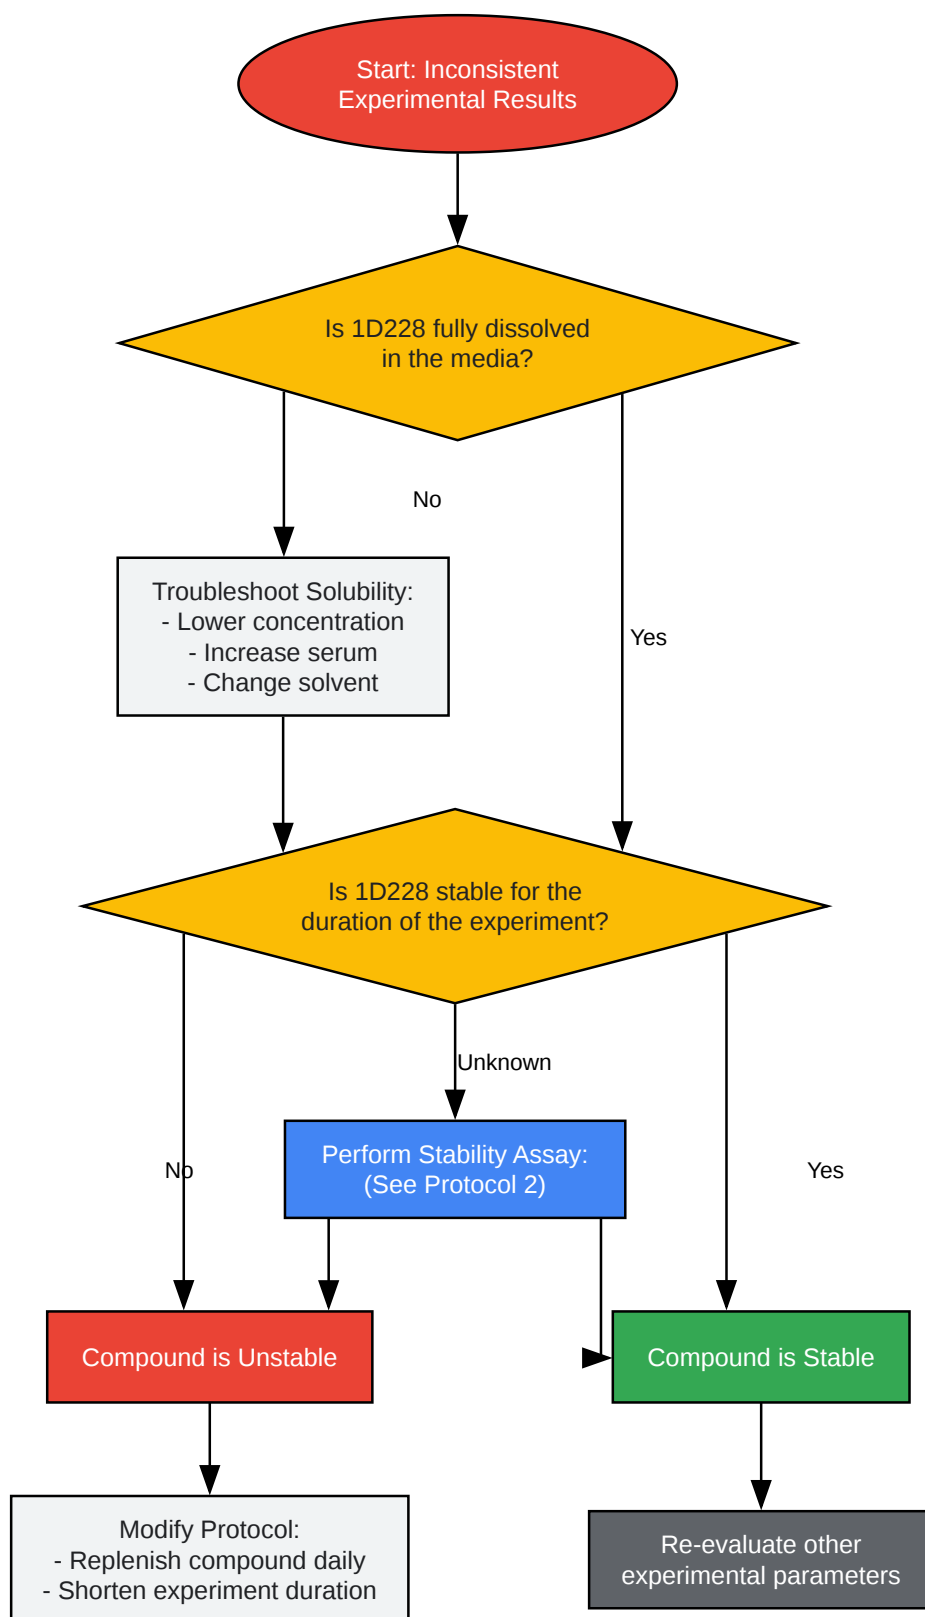 Start: Inconsistent
Experimental Results
Is 1D228 fully dissolved
in the media?
No
Troubleshoot Solubility:
- Lower concentration
- Increase serum
- Change solvent
Yes
Is 1D228 stable for the
duration of the experiment?
Unknown
Perform Stability Assay:
(See Protocol 2)
No
Yes
Compound is Unstable
Compound is Stable
Modify Protocol:
- Replenish compound daily
- Shorten experiment duration
Re-evaluate other
experimental parameters